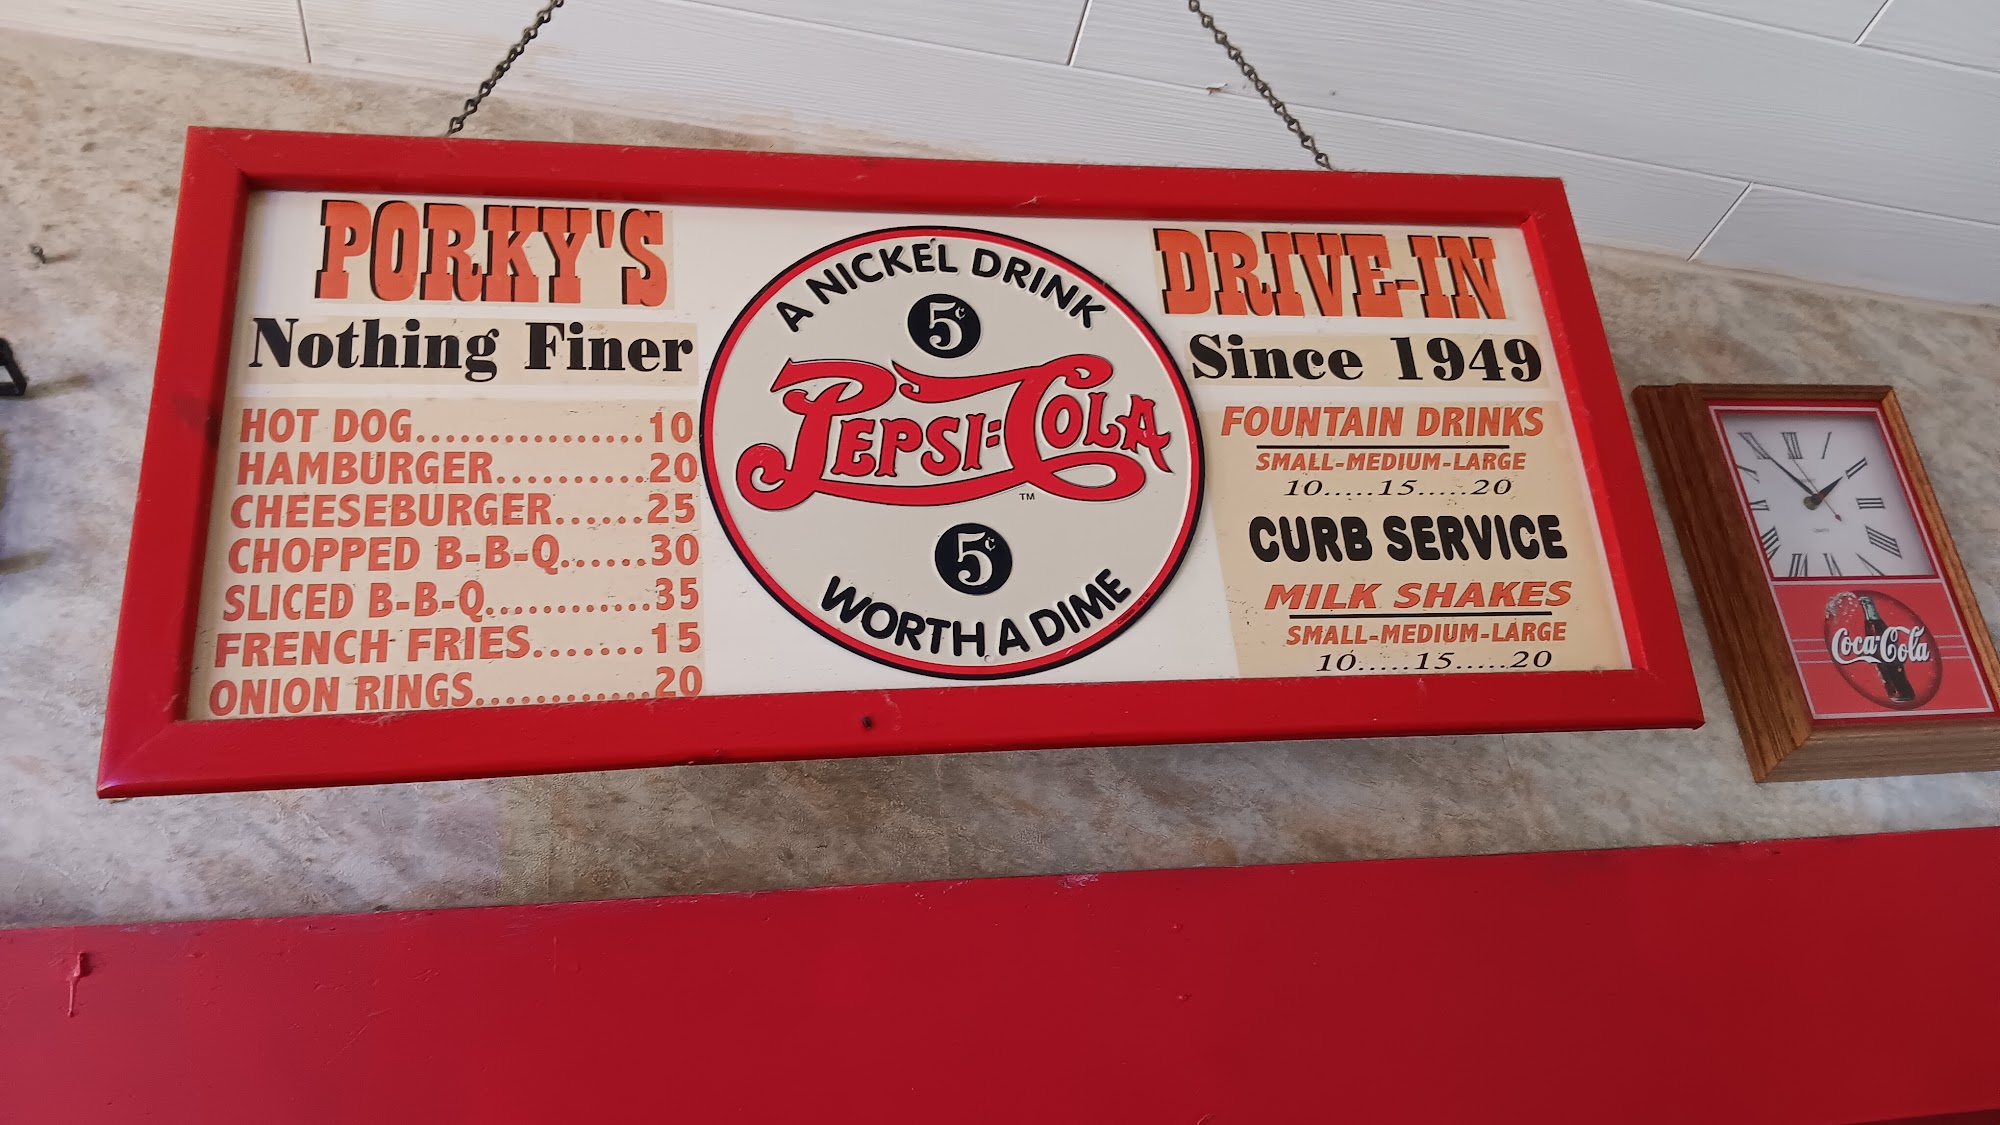 PORKY'S
Nothing Finer
HOT DOG.................10
HAMBURGER..........20
CHEESEBURGER......25
CHOPPED B-B-Q......30
SLICED B-B-Q............35
FRENCH FRIES.......15
ONION RINGS............20
A NICKEL DRINK
5¢
PEPSI:COLA
TM
5¢
WORTH A DIME
DRIVE-IN
Since 1949
FOUNTAIN DRINKS
SMALL-MEDIUM-LARGE
10.....15.....20
CURB SERVICE
MILK SHAKES
SMALL-MEDIUM-LARGE
10.....15.....20
Coca-Cola